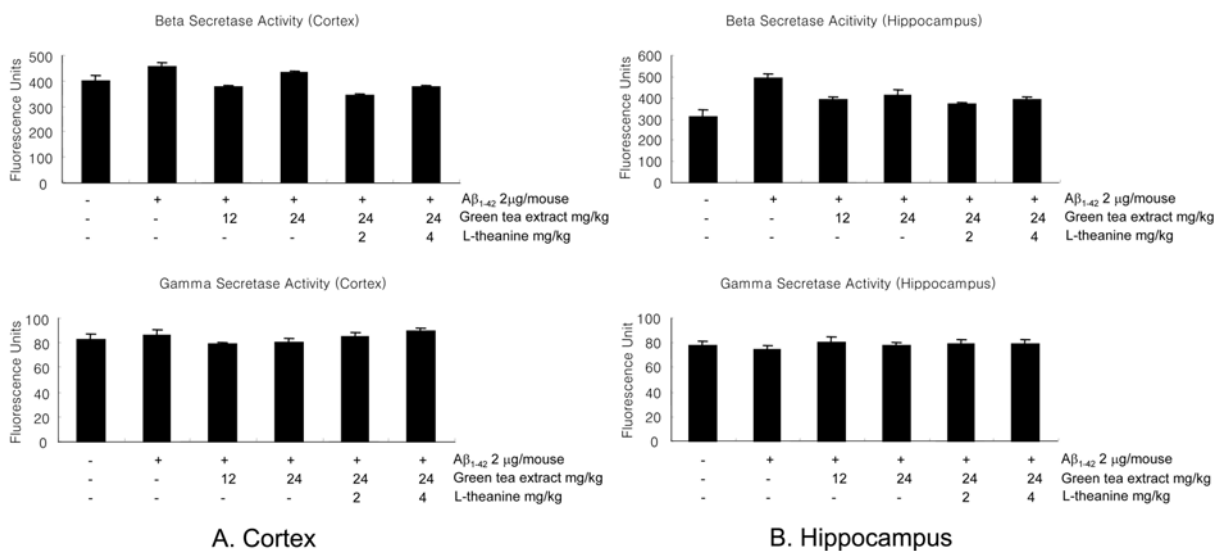 Beta Secretase Activity (Cortex)
Fluorescence Units
500
400
300
200
100
0
- + + + + + Aβ1-42 2μg/mouse
- - 12 24 24 24 Green tea extract mg/kg
- - - - 2 4 L-theanine mg/kg
Beta Secretase Acitivity (Hippocampus)
Fluorescence Units
600
500
400
300
200
100
0
- + + + + + Aβ1-42 2 μg/mouse
- - 12 24 24 24 Green tea extract mg/kg
- - - - 2 4 L-theanine mg/kg
Gamma Secretase Activity (Cortex)
Fluorescence Units
100
80
60
40
20
0
- + + + + + Aβ1-42 2 μg/mouse
- - 12 24 24 24 Green tea extract mg/kg
- - - - 2 4 L-theanine mg/kg
Gamma Secretase Activity (Hippocampus)
Fluorescence Unit
100
80
60
40
20
0
- + + + + + Aβ1-42 2 μg/mouse
- - 12 24 24 24 Green tea extract mg/kg
- - - - 2 4 L-theanine mg/kg
A. Cortex
B. Hippocampus